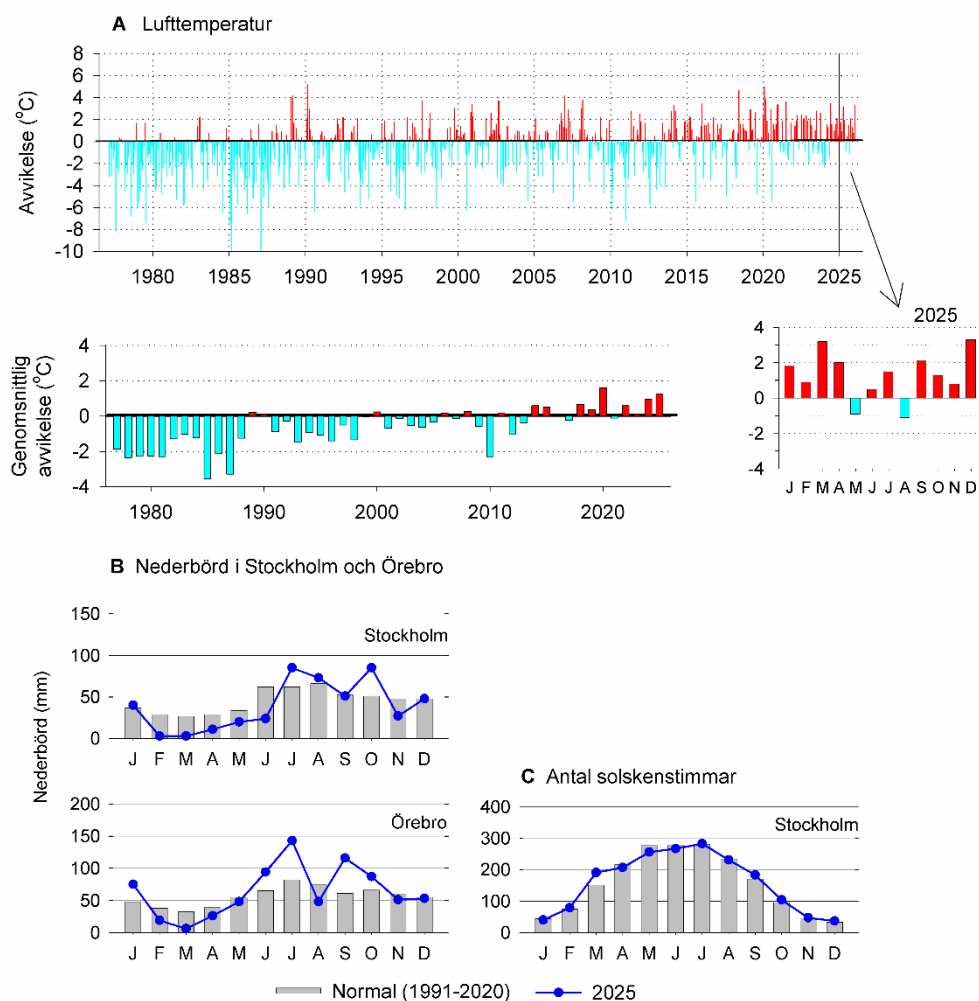 A Lufttemperatur
Avvikelse (°C)
8
6
4
2
0
-2
-4
-6
-8
-10
1980 1985 1990 1995 2000 2005 2010 2015 2020 2025
Genomsnittlig
avvikelse (°C)
4
2
0
-2
-4
1980 1990 2000 2010 2020
2025
4
2
0
-2
4
J F M A M J J A S O N D
B Nederbörd i Stockholm och Örebro
Nederbörd (mm)
Stockholm
150
100
50
0
J F M A M J J A S O N D
Örebro
200
150
100
50
0
J F M A M J J A S O N D
C Antal solskenstimmar
Stockholm
400
300
200
100
0
J F M A M J J A S O N D
Normal (1991-2020) 2025